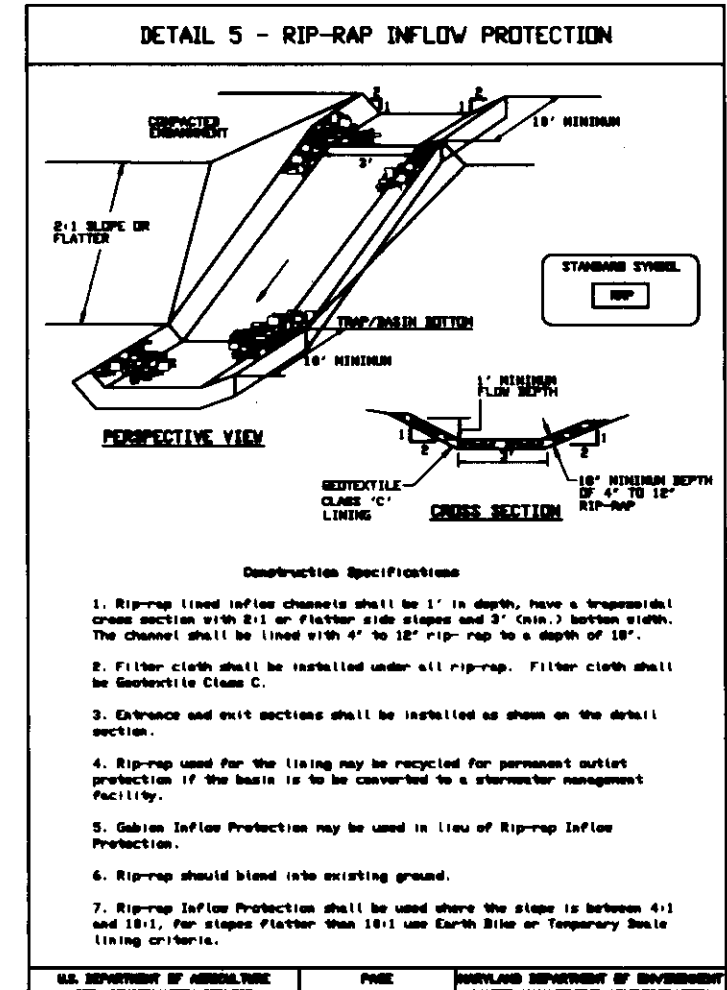 DETAIL 5 - RIP-RAP INFLOW PROTECTION
2
1
1
2
COMPACTED
EMBANKMENT
10' MINIMUM
3'
2:1 SLOPE OR
FLATTER
STANDARD SYMBOL
TRAP/BASIN BOTTOM
10' MINIMUM
PERSPECTIVE VIEW
1' MINIMUM
FLOW DEPTH
1
2
1
2
GEOTEXTILE
CLASS 'C'
LINING
CROSS SECTION
MINIMUM DEPTH
OF 4" TO 12"
RIP-RAP
Construction Specifications
1. Rip-rap lined inflow channels shall be 1' in depth, have a trapezoidal
cross section with 2:1 or flatter side slopes and 3' (min.) bottom width.
The channel shall be lined with 4" to 12" rip- rap to a depth of
2. Filter cloth shall be installed under all rip-rap. Filter cloth shall
be Geotextile Class C.
3. Entrance and exit sections shall be installed as shown on the detail
section.
4. Rip-rap used for the lining may be recycled for permanent outlet
protection if the basin is to be converted to a stormwater management
facility.
5. Gabion Inflow Protection may be used in lieu of Rip-rap Inflow
Protection.
6. Rip-rap should blend into existing ground.
7. Rip-rap Inflow Protection shall be used where the slope is between 4:1
and 10:1, for slopes flatter than 10:1 use Earth Dike or Temporary Swale
lining criteria.
U.S. DEPARTMENT OF AGRICULTURE
PAGE
MARYLAND DEPARTMENT OF ENVIRONMENT